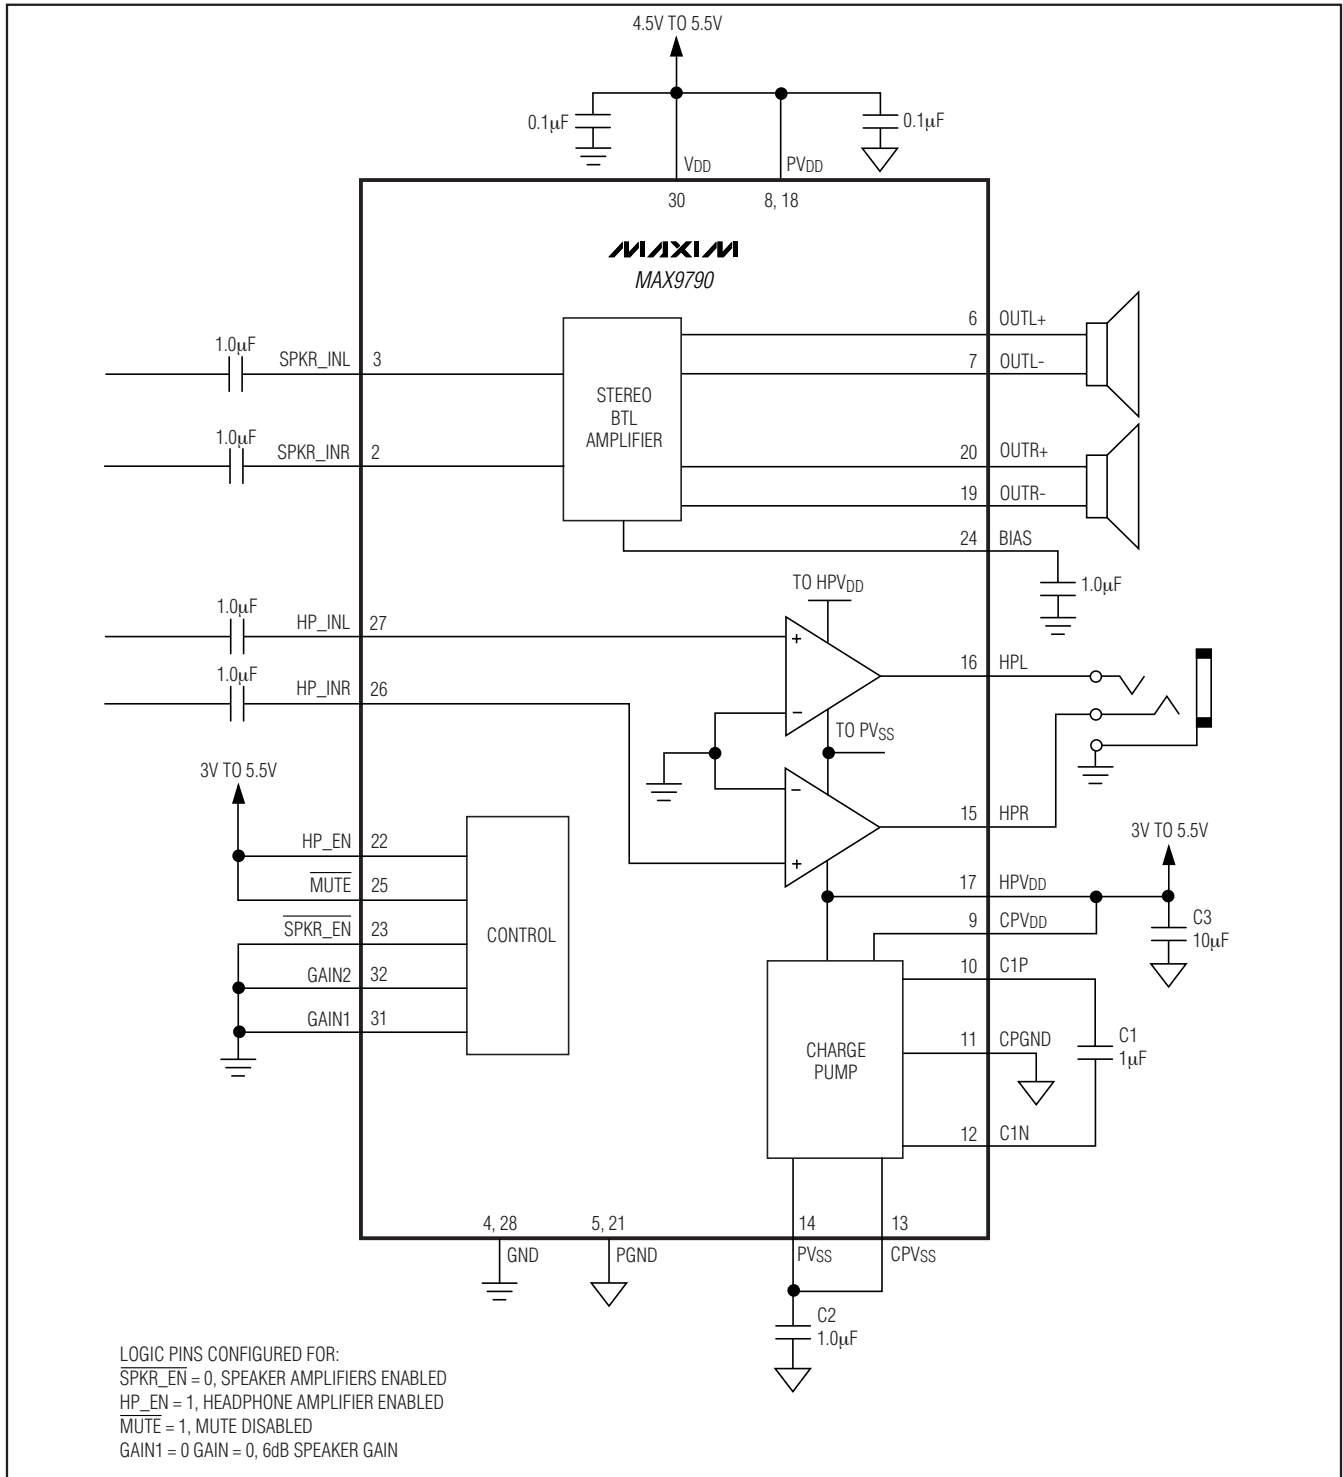 4.5V TO 5.5V
0.1µF
0.1µF
VDD
PVDD
30
8, 18
MAXIM
MAX9790
1.0µF
SPKR_INL
3
1.0µF
SPKR_INR
2
STEREO
BTL
AMPLIFIER
6
OUTL+
7
OUTL-
20
OUTR+
19
OUTR-
24
BIAS
1.0µF
TO HPVDD
1.0µF
HP_INL
27
1.0µF
HP_INR
26
+
−
TO PVSS
−
+
16
HPL
15
HPR
3V TO 5.5V
HP_EN
22
MUTE
25
SPKR_EN
23
GAIN2
32
GAIN1
31
CONTROL
3V TO 5.5V
17
HPVDD
9
CPVDD
C3
10µF
10
C1P
11
CPGND
C1
1µF
12
C1N
CHARGE
PUMP
4, 28
GND
5, 21
PGND
14
PVSS
13
CPVSS
C2
1.0µF
LOGIC PINS CONFIGURED FOR:
SPKR_EN = 0, SPEAKER AMPLIFIERS ENABLED
HP_EN = 1, HEADPHONE AMPLIFIER ENABLED
MUTE = 1, MUTE DISABLED
GAIN1 = 0 GAIN = 0, 6dB SPEAKER GAIN